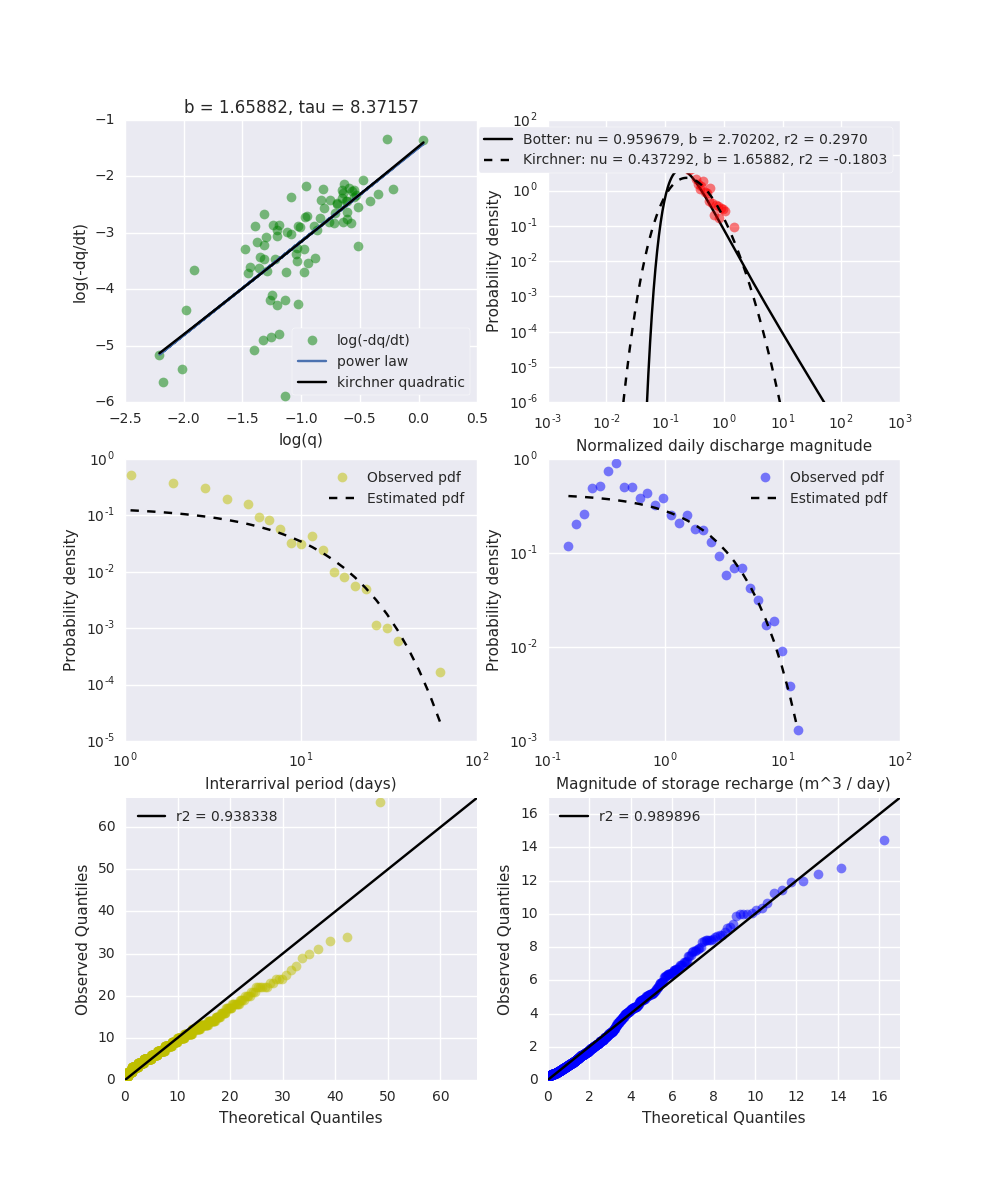 b = 1.65882, tau = 8.37157
−1
−2
−3
−4
−5
−6
log(-dq/dt)
log(-dq/dt)
power law
kirchner quadratic
−2.5 −2.0 −1.5 −1.0 −0.5 0.0 0.5
log(q)
10^2
10^0
10^-1
10^-2
10^-3
10^-4
10^-5
10^-6
Probability density
Botter: nu = 0.959679, b = 2.70202, r2 = 0.2970
Kirchner: nu = 0.437292, b = 1.65882, r2 = -0.1803
10^-3 10^-2 10^-1 10^0 10^1 10^2 10^3
Normalized daily discharge magnitude
10^0
10^-1
10^-2
10^-3
10^-4
10^-5
Probability density
Observed pdf
Estimated pdf
10^0 10^1 10^2
Interarrival period (days)
10^0
10^-1
10^-2
10^-3
Probability density
Observed pdf
Estimated pdf
10^-1 10^0 10^1 10^2
Magnitude of storage recharge (m^3 / day)
60
50
40
30
20
10
0
Observed Quantiles
r2 = 0.938338
0 10 20 30 40 50 60
Theoretical Quantiles
16
14
12
10
8
6
4
2
0
Observed Quantiles
r2 = 0.989896
0 2 4 6 8 10 12 14 16
Theoretical Quantiles